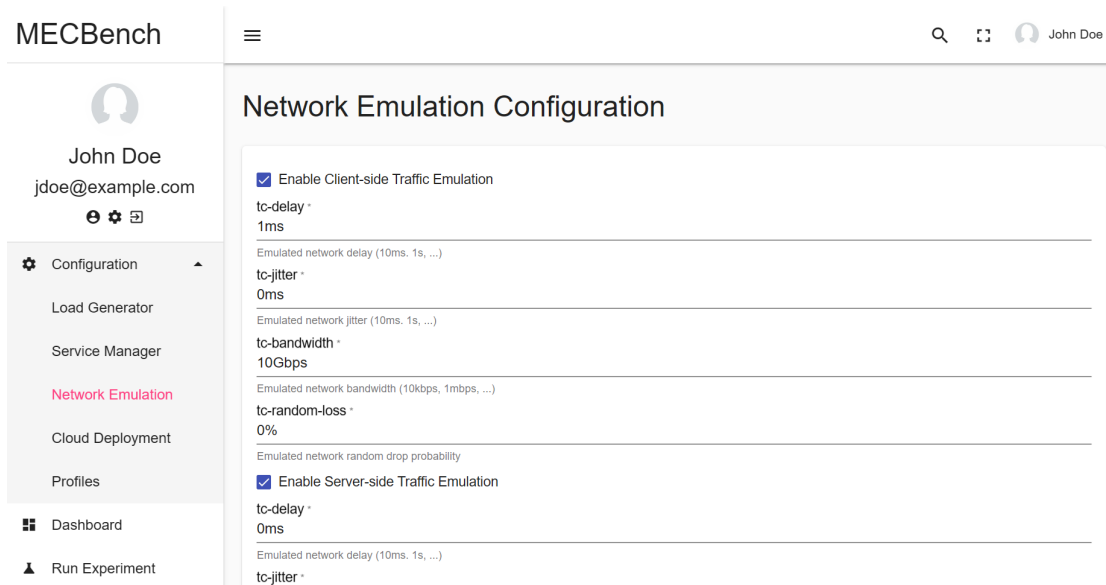 MECBench
John Doe
John Doe
jdoe@example.com
Configuration
Load Generator
Service Manager
Network Emulation
Cloud Deployment
Profiles
Dashboard
Run Experiment
Network Emulation Configuration
Enable Client-side Traffic Emulation
tc-delay *
1ms
Emulated network delay (10ms. 1s, ...)
tc-jitter *
0ms
Emulated network jitter (10ms. 1s, ...)
tc-bandwidth *
10Gbps
Emulated network bandwidth (10kbps, 1mbps, ...)
tc-random-loss *
0%
Emulated network random drop probability
Enable Server-side Traffic Emulation
tc-delay *
0ms
Emulated network delay (10ms. 1s, ...)
tc-jitter *